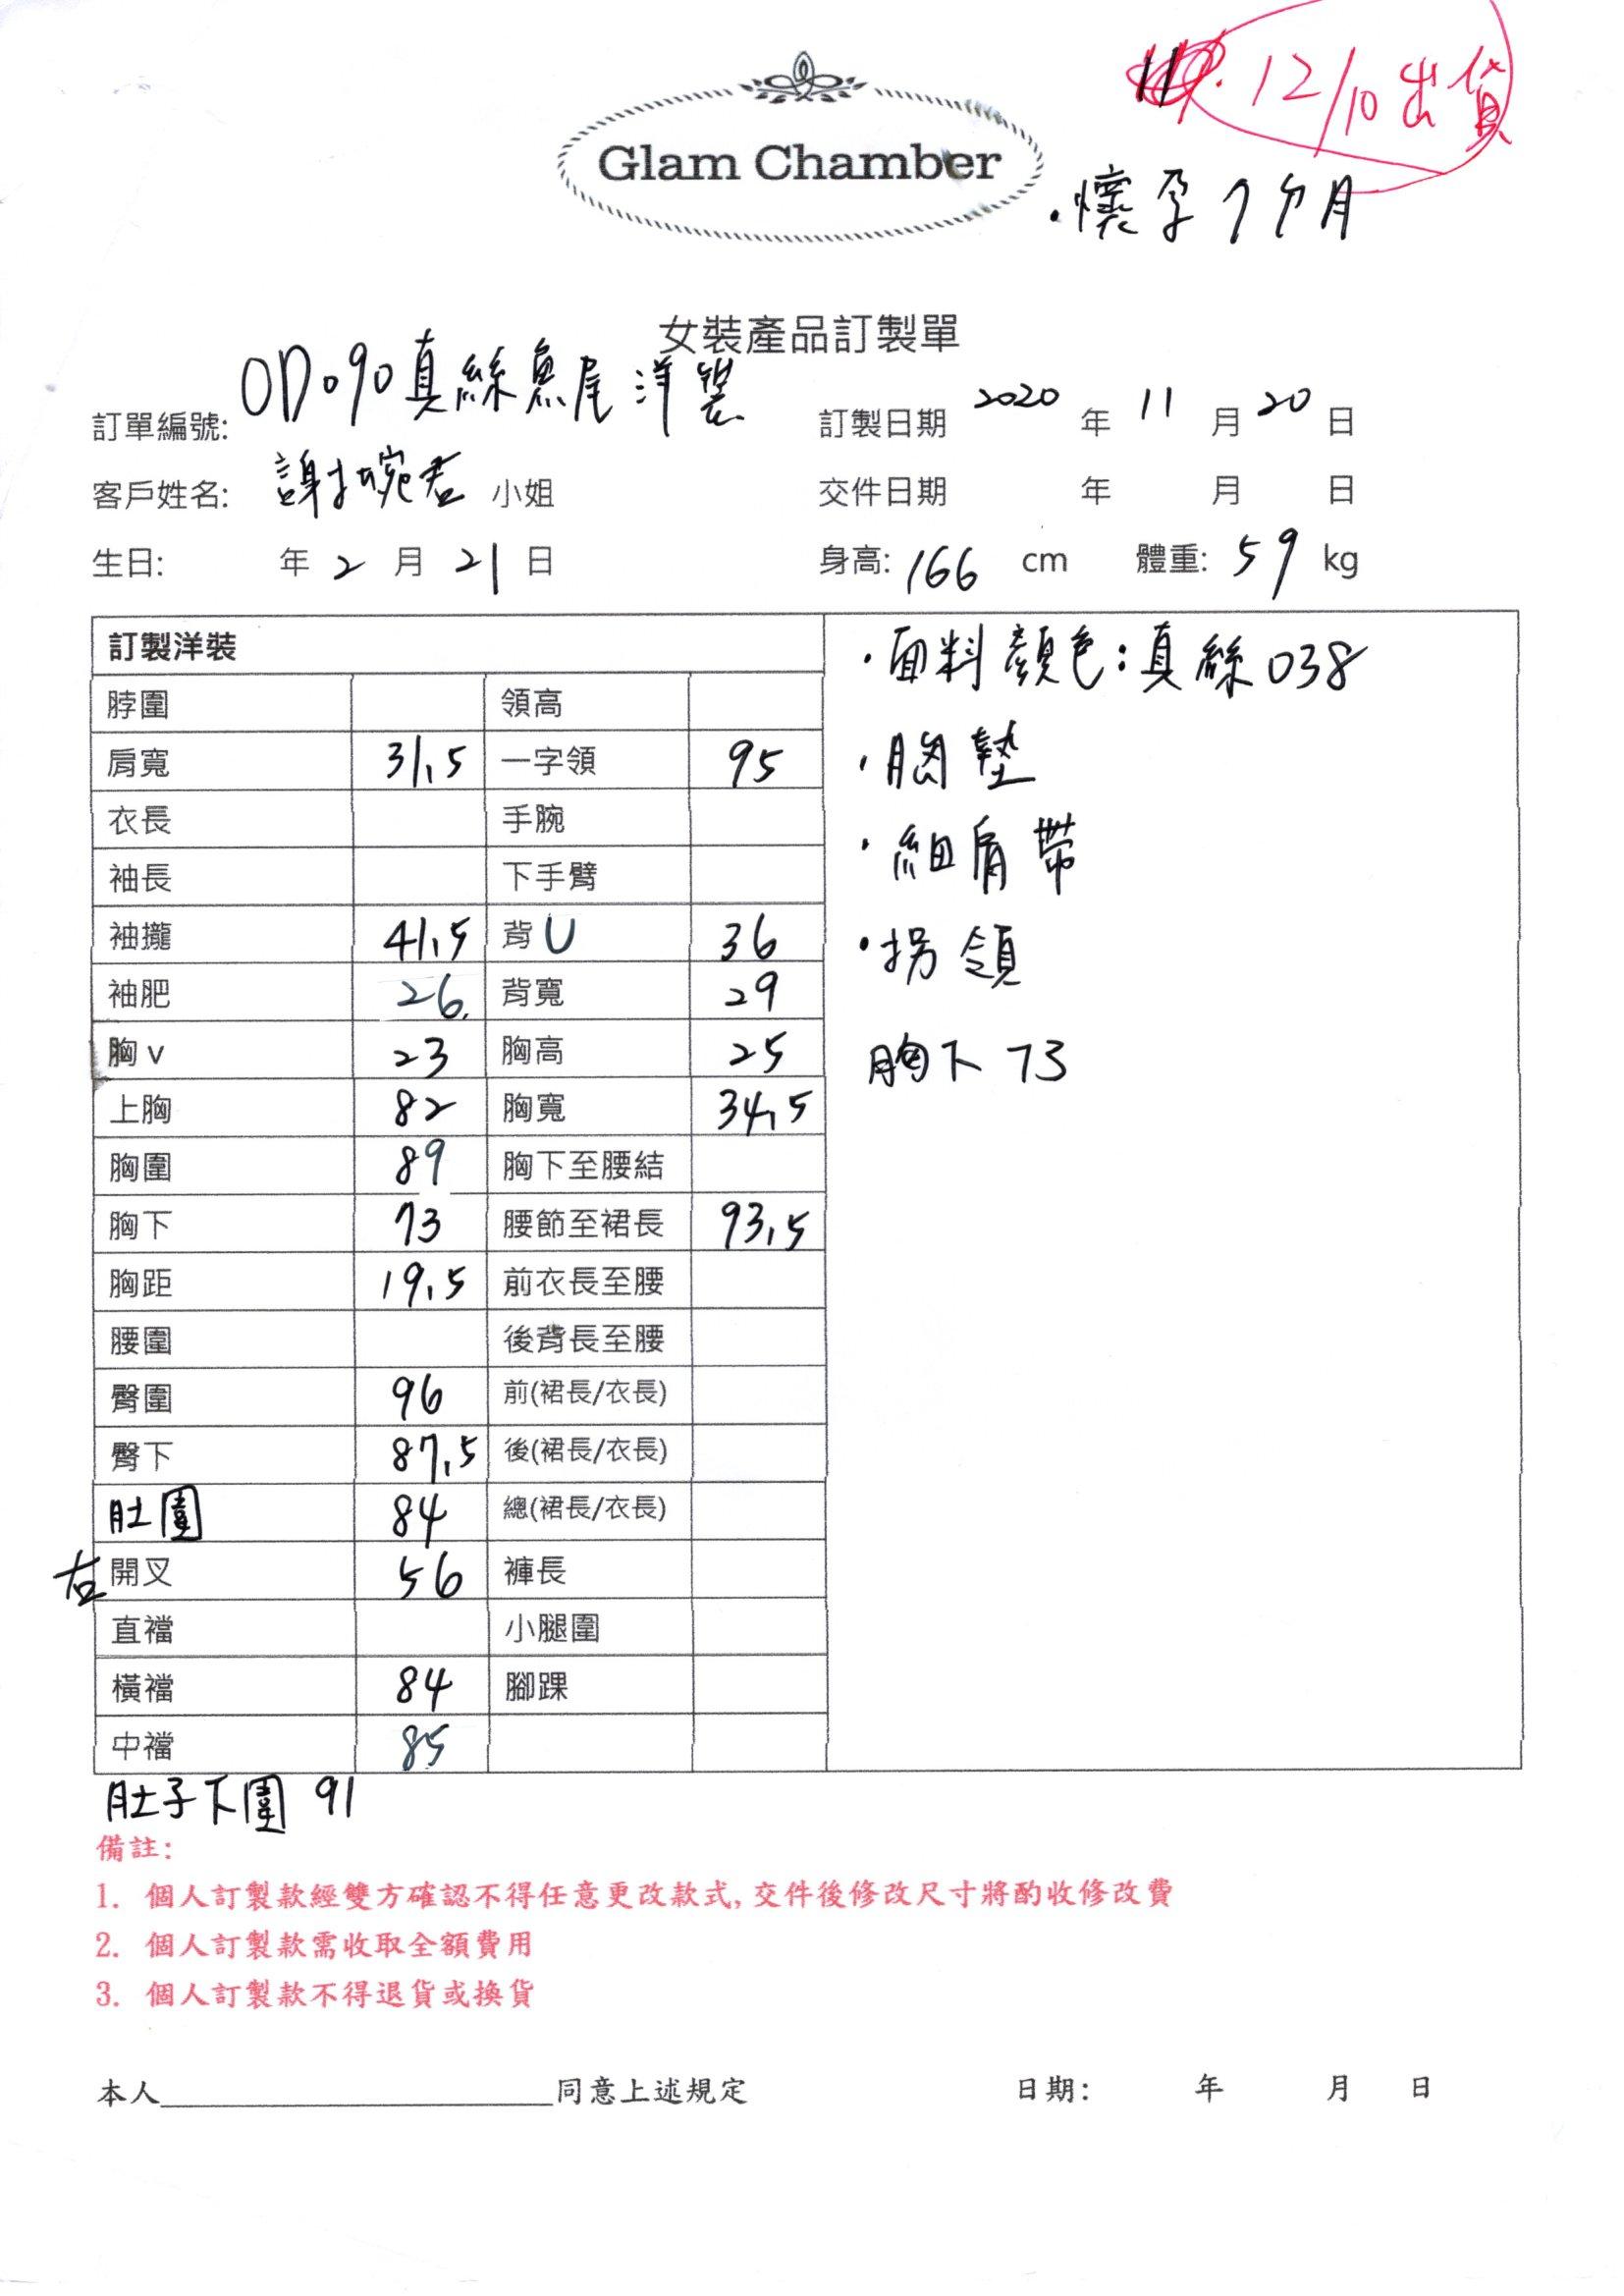 12/10出貨
Glam Chamber
·懷孕7个月
女裝產品訂製單
訂單編號: OD090真絲魚尾洋裝 訂製日期 2020 年 11 月 20 日
客戶姓名: 謝婉君 小姐 交件日期 年 月 日
生日: 年 2 月 21 日 身高: 166 cm 體重: 59 kg
訂製洋裝
脖圍 領高
肩寬 31.5 一字領 95
衣長 手腕
袖長 下手臂
袖攏 41.5 背U 36
袖肥 26. 背寬 29
胸v 23 胸高 25
上胸 82 胸寬 34.5
胸圍 89 胸下至腰結
胸下 73 腰節至裙長 93.5
胸距 19.5 前衣長至腰
腰圍 後背長至腰
臀圍 96 前(裙長/衣長)
臀下 87.5 後(裙長/衣長)
肚圍 84 總(裙長/衣長)
右 開叉 56 褲長
直襠 小腿圍
橫襠 84 腳踝
中襠 85
·面料顏色:真絲038
·胸墊
·細肩帶
·拐領
胸下 73
肚子下圍 91
備註:
1. 個人訂製款經雙方確認不得任意更改款式,交件後修改尺寸將酌收修改費
2. 個人訂製款需收取全額費用
3. 個人訂製款不得退貨或換貨
本人____________________同意上述規定 日期: 年 月 日